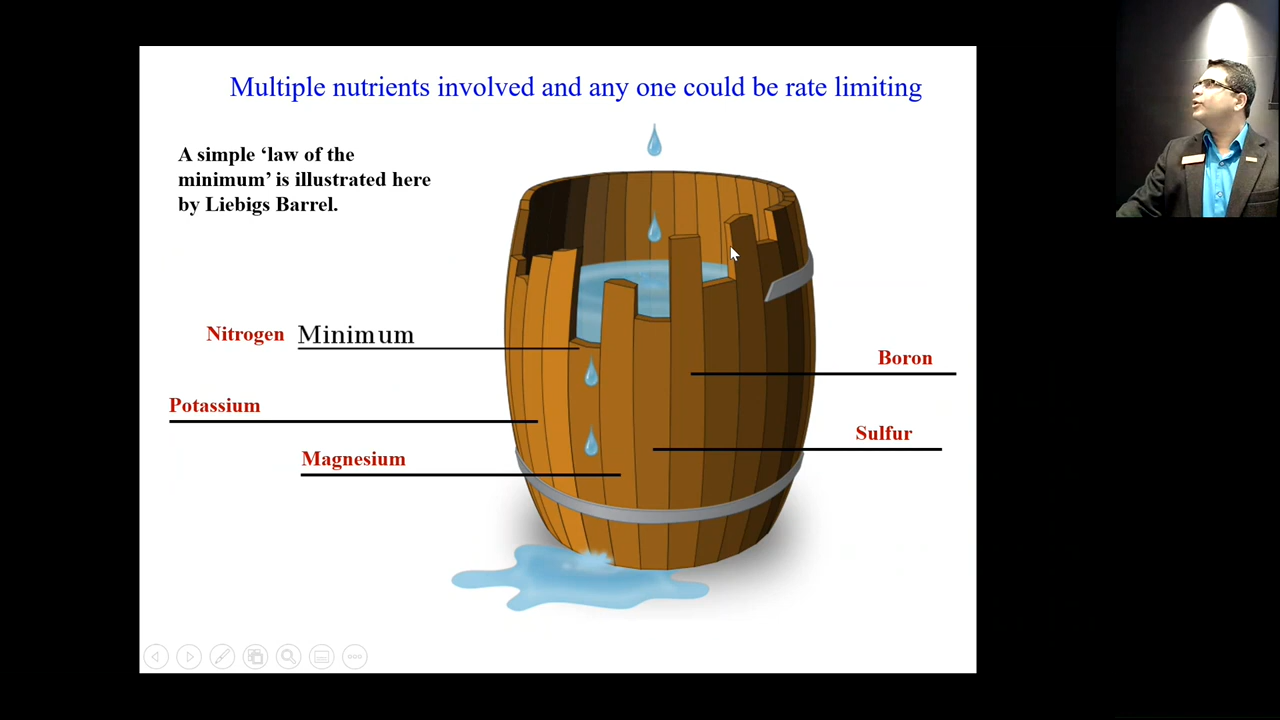 Multiple nutrients involved and any one could be rate limiting
A simple ‘law of the
minimum’ is illustrated here
by Liebigs Barrel.
Nitrogen Minimum
Boron
Potassium
Sulfur
Magnesium